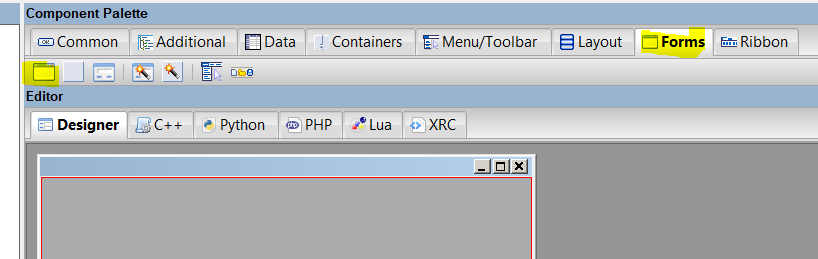 Component Palette
Common Additional Data Containers Menu/Toolbar Layout Forms Ribbon
Editor
Designer C++ Python PHP Lua XRC